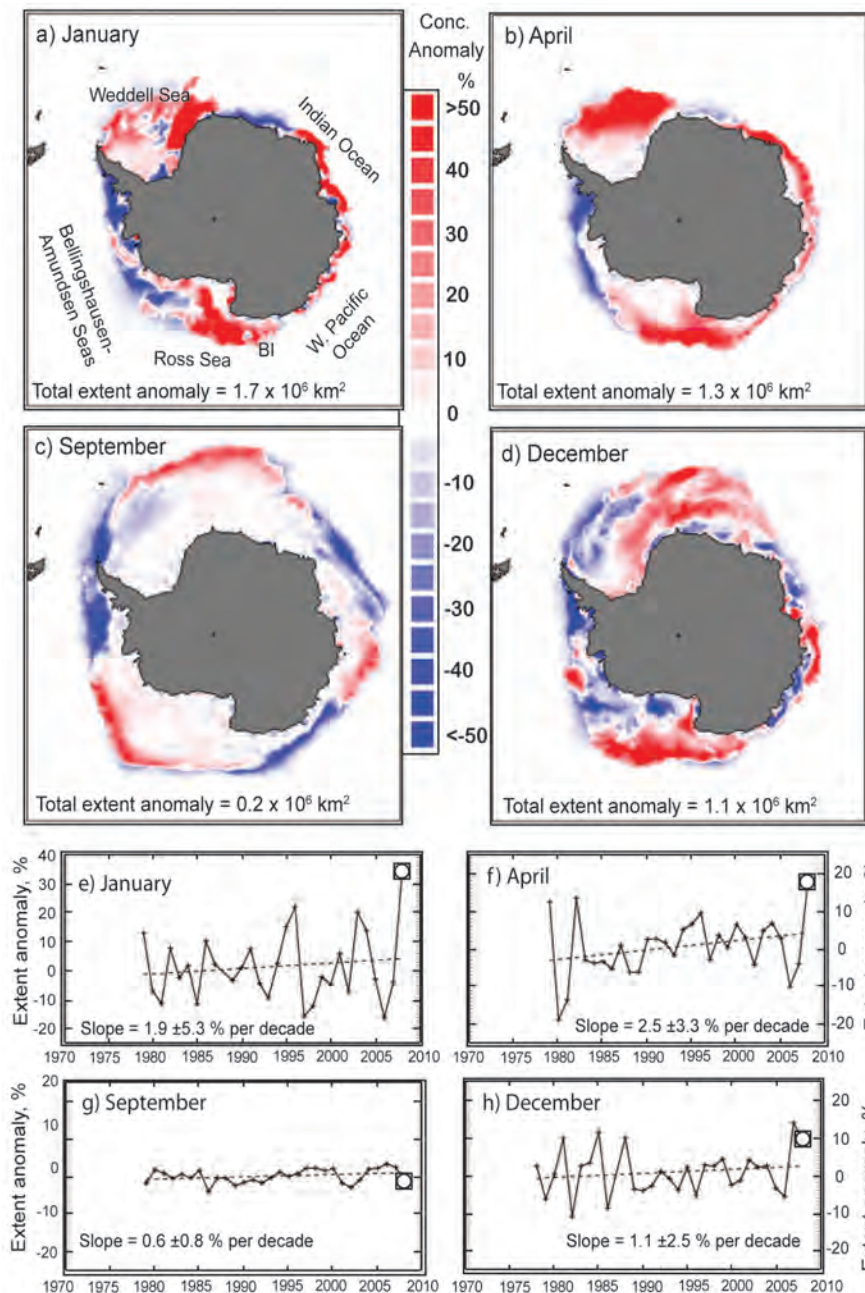 a) January
Weddell Sea
Indian Ocean
Bellingshausen-
Amundsen Seas
Ross Sea
BI
W. Pacific
Ocean
Total extent anomaly = 1.7 x 10⁶ km²
Conc.
Anomaly
%
>50
40
30
20
10
0
-10
-20
-30
-40
<-50
b) April
Total extent anomaly = 1.3 x 10⁶ km²
c) September
Total extent anomaly = 0.2 x 10⁶ km²
d) December
Total extent anomaly = 1.1 x 10⁶ km²
Extent anomaly, %
40
30
20
10
0
-10
-20
e) January
Slope = 1.9 ±5.3 % per decade
1970 1975 1980 1985 1990 1995 1997 2000 2005 2010
f) April
Slope = 2.5 ±3.3 % per decade
20
10
0
-10
-20
1970 1975 1980 1985 1990 1995 2000 2005 2010
Extent anomaly, %
20
10
0
-10
-20
g) September
Slope = 0.6 ±0.8 % per decade
1970 1975 1980 1985 1990 1995 2000 2005 2010
h) December
Slope = 1.1 ±2.5 % per decade
20
10
0
-10
-20
1970 1975 1980 1985 1990 1995 2000 2005 2010